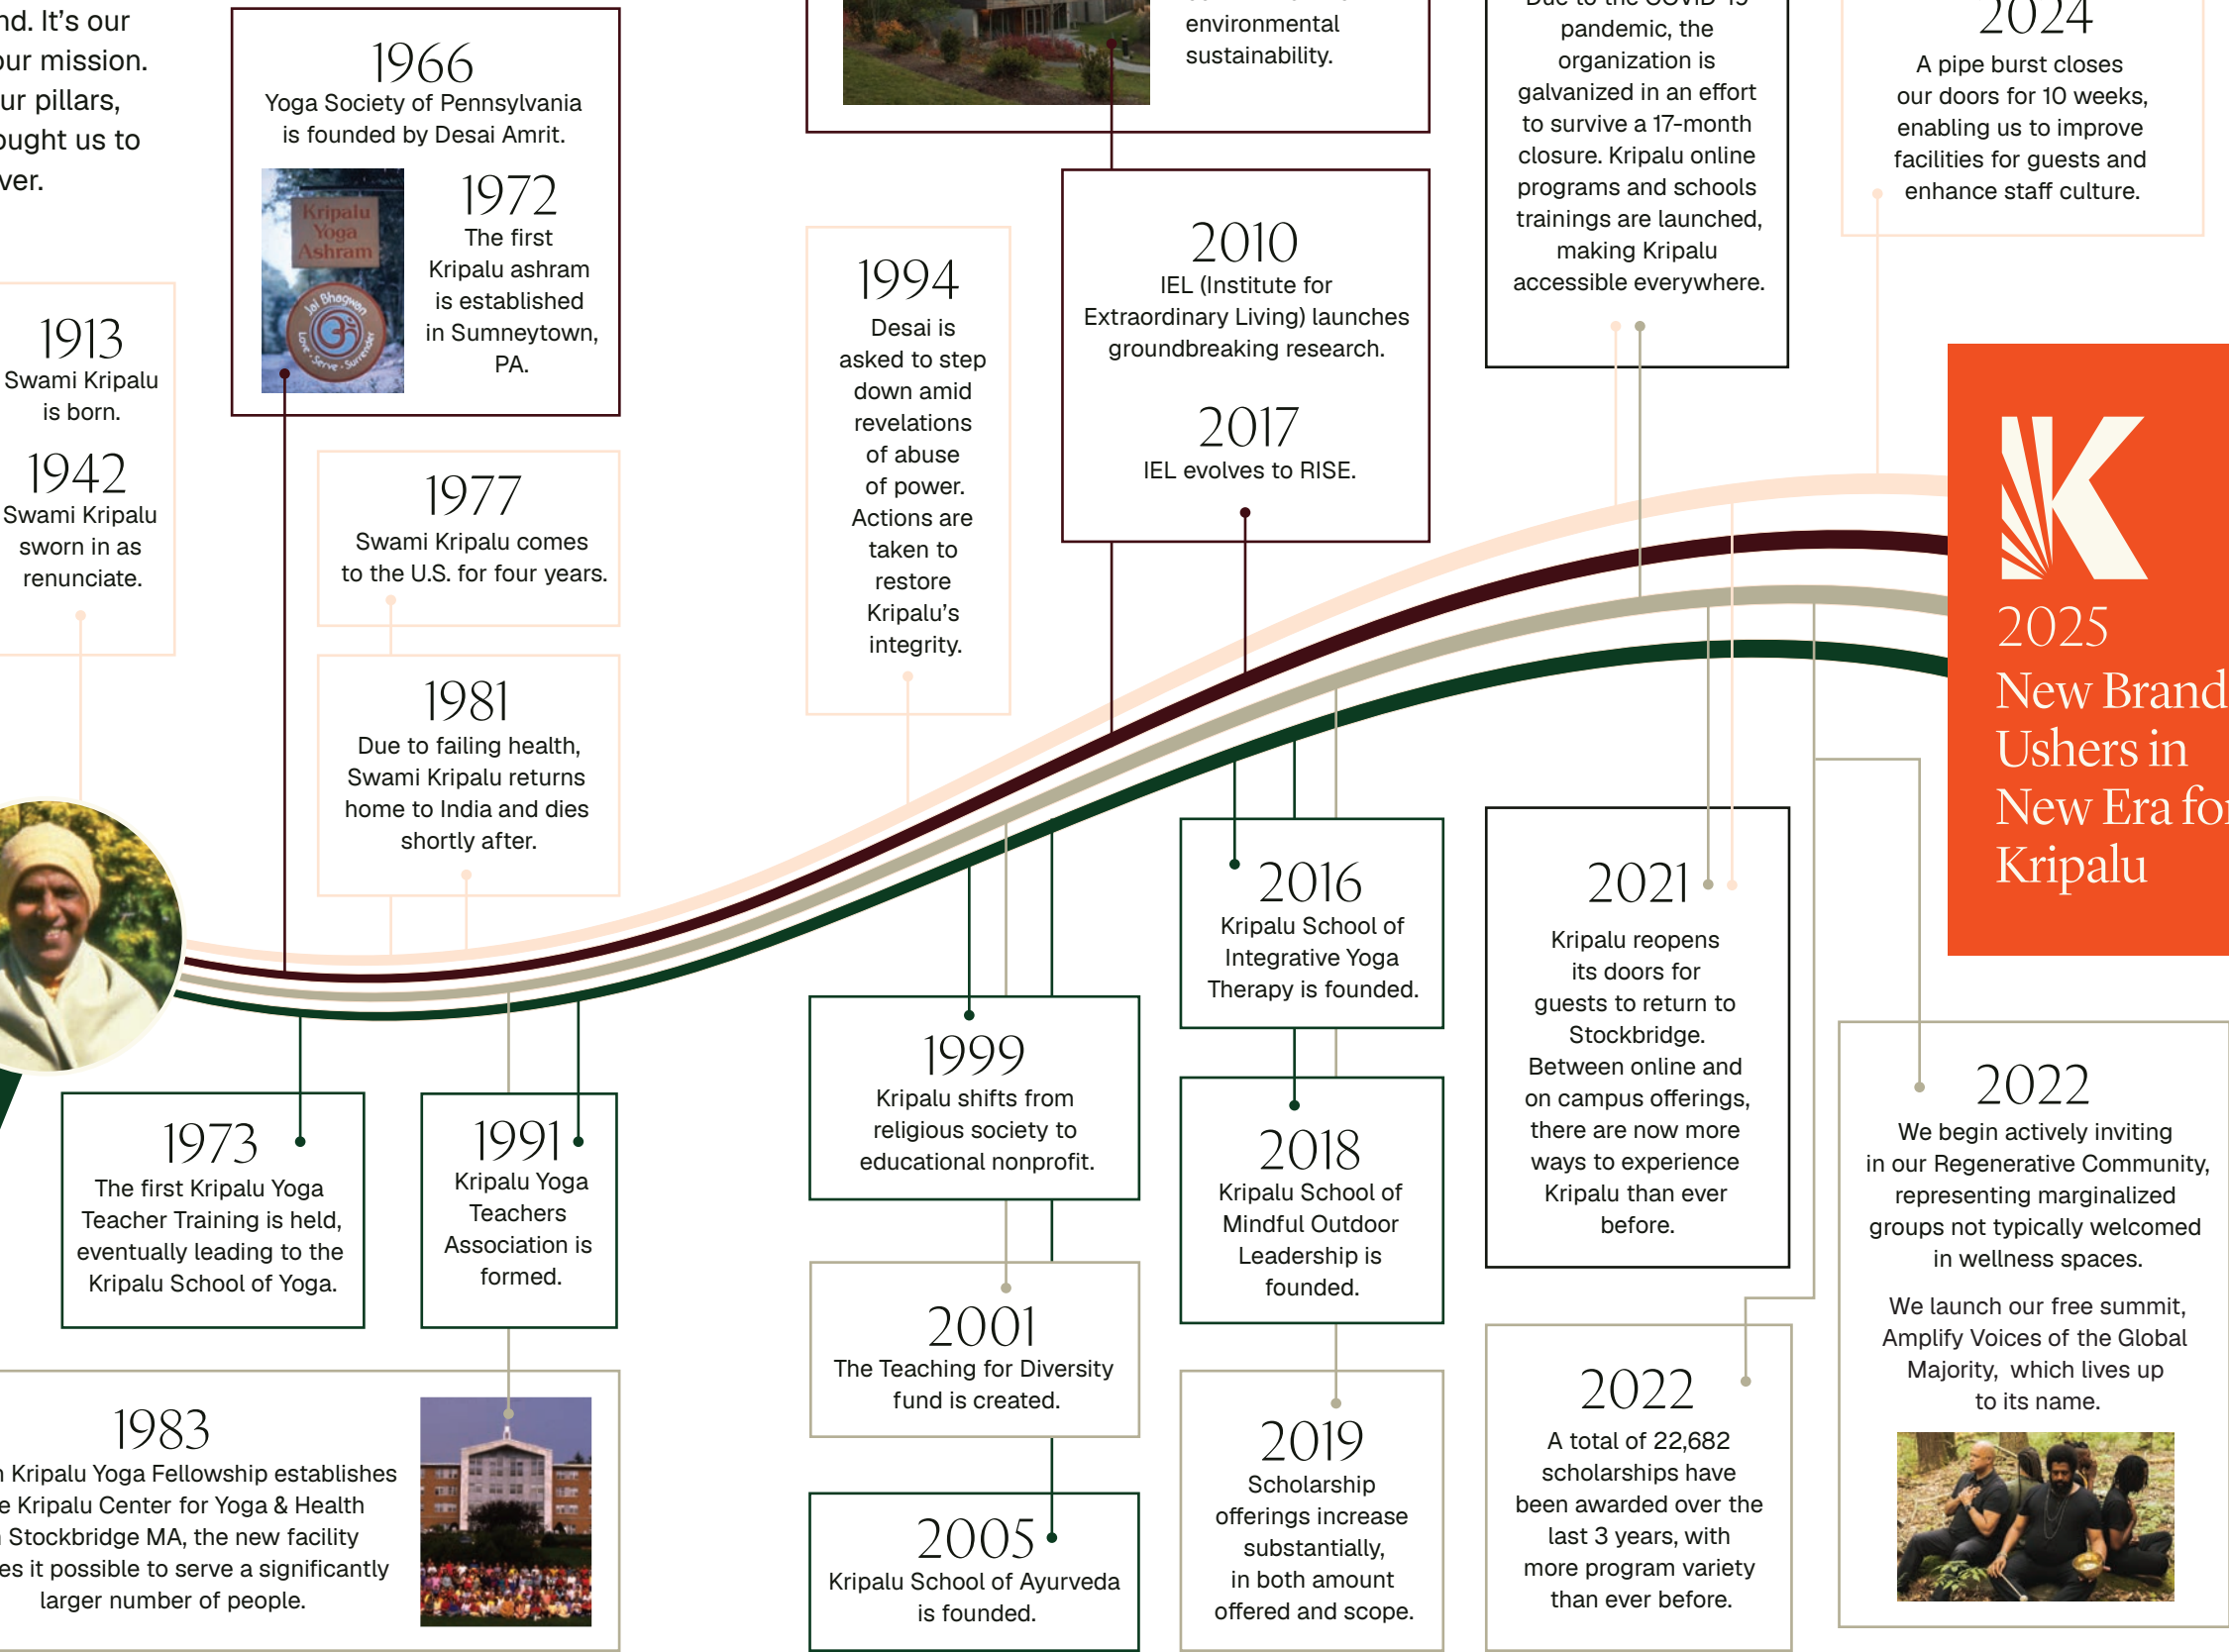 nd. It’s our
our mission.
ur pillars,
ought us to
ver.
1913
Swami Kripalu
is born.
1942
Swami Kripalu
sworn in as
renunciate.
1966
Yoga Society of Pennsylvania
is founded by Desai Amrit.
Kripalu
Yoga
Ashram
Jai Bhagwan
Love · Serve · Surrender
1972
The first
Kripalu ashram
is established
in Sumneytown,
PA.
1977
Swami Kripalu comes
to the U.S. for four years.
1981
Due to failing health,
Swami Kripalu returns
home to India and dies
shortly after.
1973
The first Kripalu Yoga
Teacher Training is held,
eventually leading to the
Kripalu School of Yoga.
1991
Kripalu Yoga
Teachers
Association is
formed.
1983
Kripalu Yoga Fellowship establishes
e Kripalu Center for Yoga & Health
Stockbridge MA, the new facility
es it possible to serve a significantly
larger number of people.
environmental
sustainability.
1994
Desai is
asked to step
down amid
revelations
of abuse
of power.
Actions are
taken to
restore
Kripalu’s
integrity.
2010
IEL (Institute for
Extraordinary Living) launches
groundbreaking research.
2017
IEL evolves to RISE.
1999
Kripalu shifts from
religious society to
educational nonprofit.
2001
The Teaching for Diversity
fund is created.
2005
Kripalu School of Ayurveda
is founded.
2016
Kripalu School of
Integrative Yoga
Therapy is founded.
2018
Kripalu School of
Mindful Outdoor
Leadership is
founded.
2019
Scholarship
offerings increase
substantially,
in both amount
offered and scope.
Due to the COVID-19
pandemic, the
organization is
galvanized in an effort
to survive a 17-month
closure. Kripalu online
programs and schools
trainings are launched,
making Kripalu
accessible everywhere.
2021
Kripalu reopens
its doors for
guests to return to
Stockbridge.
Between online and
on campus offerings,
there are now more
ways to experience
Kripalu than ever
before.
2022
A total of 22,682
scholarships have
been awarded over the
last 3 years, with
more program variety
than ever before.
2024
A pipe burst closes
our doors for 10 weeks,
enabling us to improve
facilities for guests and
enhance staff culture.
K
2025
New Brand
Ushers in
New Era for
Kripalu
2022
We begin actively inviting
in our Regenerative Community,
representing marginalized
groups not typically welcomed
in wellness spaces.
We launch our free summit,
Amplify Voices of the Global
Majority, which lives up
to its name.